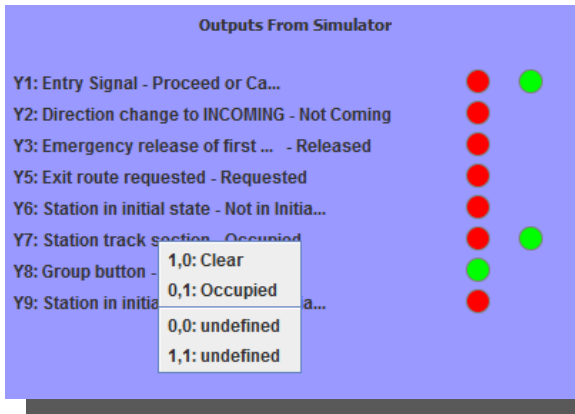 Outputs From Simulator
Y1: Entry Signal - Proceed or Ca...
Y2: Direction change to INCOMING - Not Coming
Y3: Emergency release of first ... - Released
Y5: Exit route requested - Requested
Y6: Station in initial state - Not in Initia...
Y7: Station track section - Occupied
Y8: Group button -
Y9: Station in initia a...
1,0: Clear
0,1: Occupied
0,0: undefined
1,1: undefined